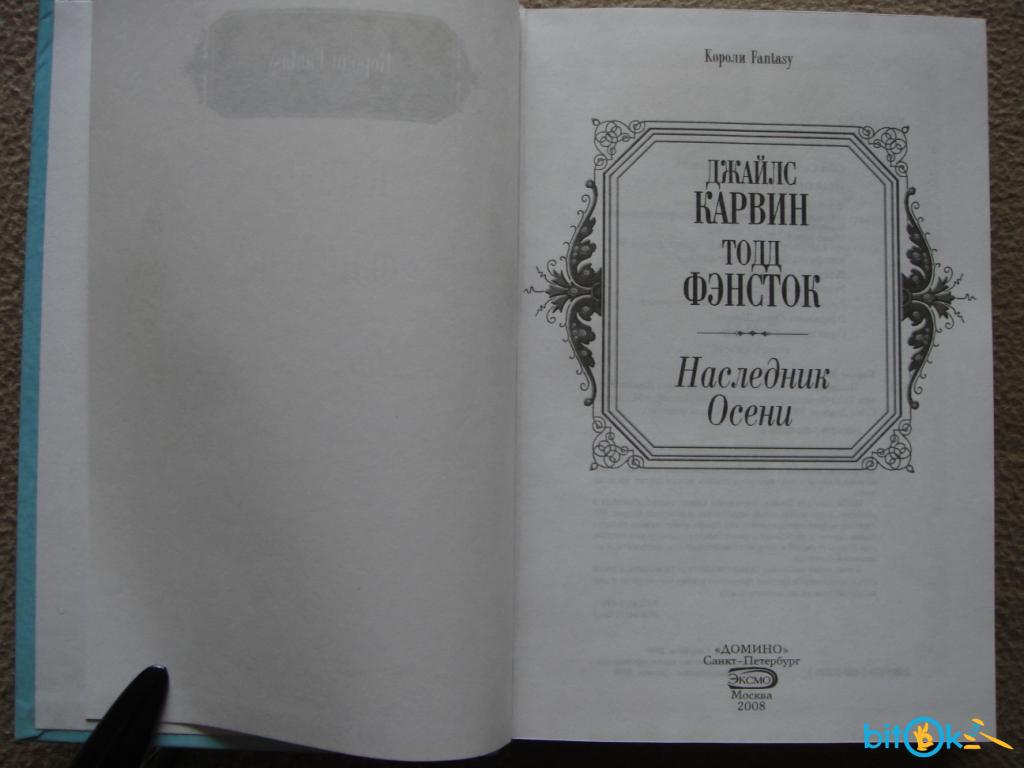 Короли Fantasy
ДЖАЙЛС
КАРВИН
ТОДД
ФЭНСТОК
Наследник
Осени
«ДОМИНО»
Санкт-Петербург
ЭКСМО
Москва
2008
bitok